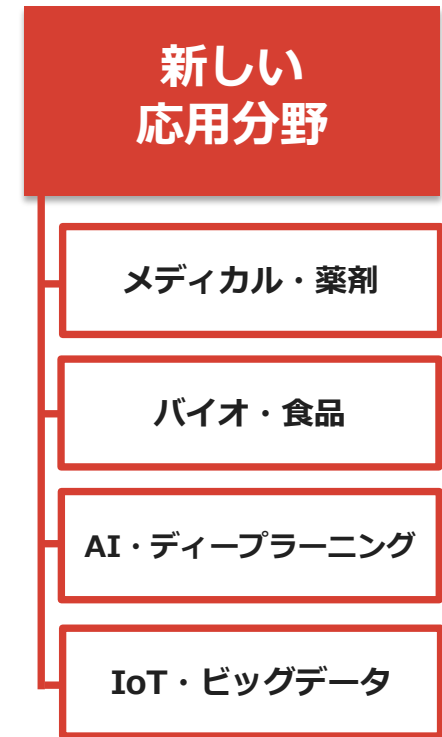 新しい
応用分野
メディカル・薬剤
バイオ・食品
AI・ディープラーニング
IoT・ビッグデータ